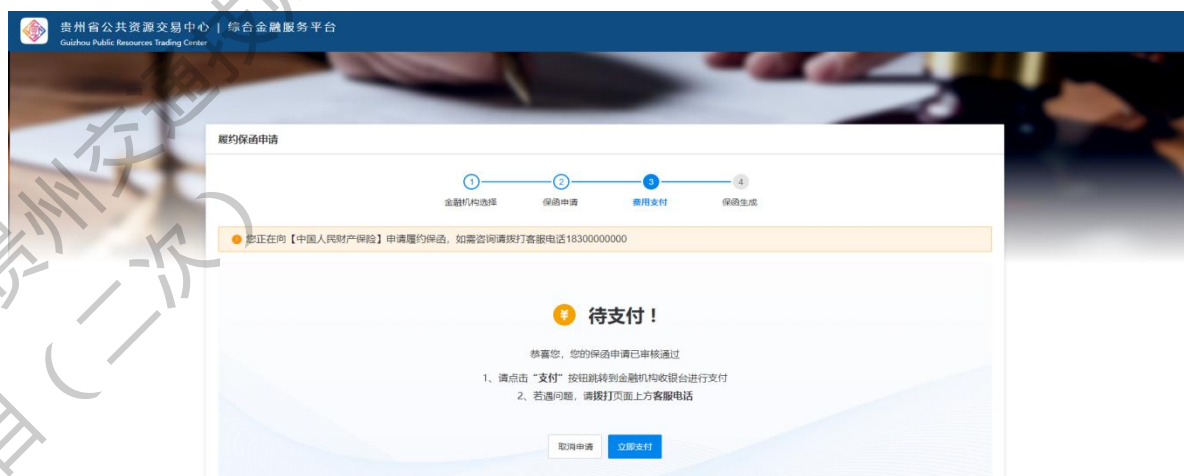 贵州省公共资源交易中心 | 综合金融服务平台
Guizhou Public Resources Trading Center
履约保函申请
1 2 3 4
金融机构选择 保函申请 费用支付 保函生成
您正在向【中国人民财产保险】申请履约保函，如需咨询请拨打客服电话18300000000
待支付！
恭喜您，您的保函申请已审核通过
1、请点击“支付”按钮跳转到金融机构收银台进行支付
2、若遇问题，请拨打页面上方客服电话
取消申请 立即支付
贵州交通技
（二次）
目